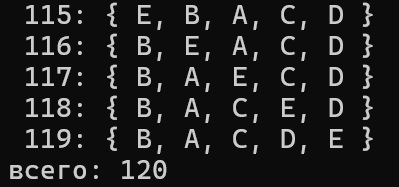 115: { E, B, A, C, D }
116: { B, E, A, C, D }
117: { B, A, E, C, D }
118: { B, A, C, E, D }
119: { B, A, C, D, E }
всего: 120